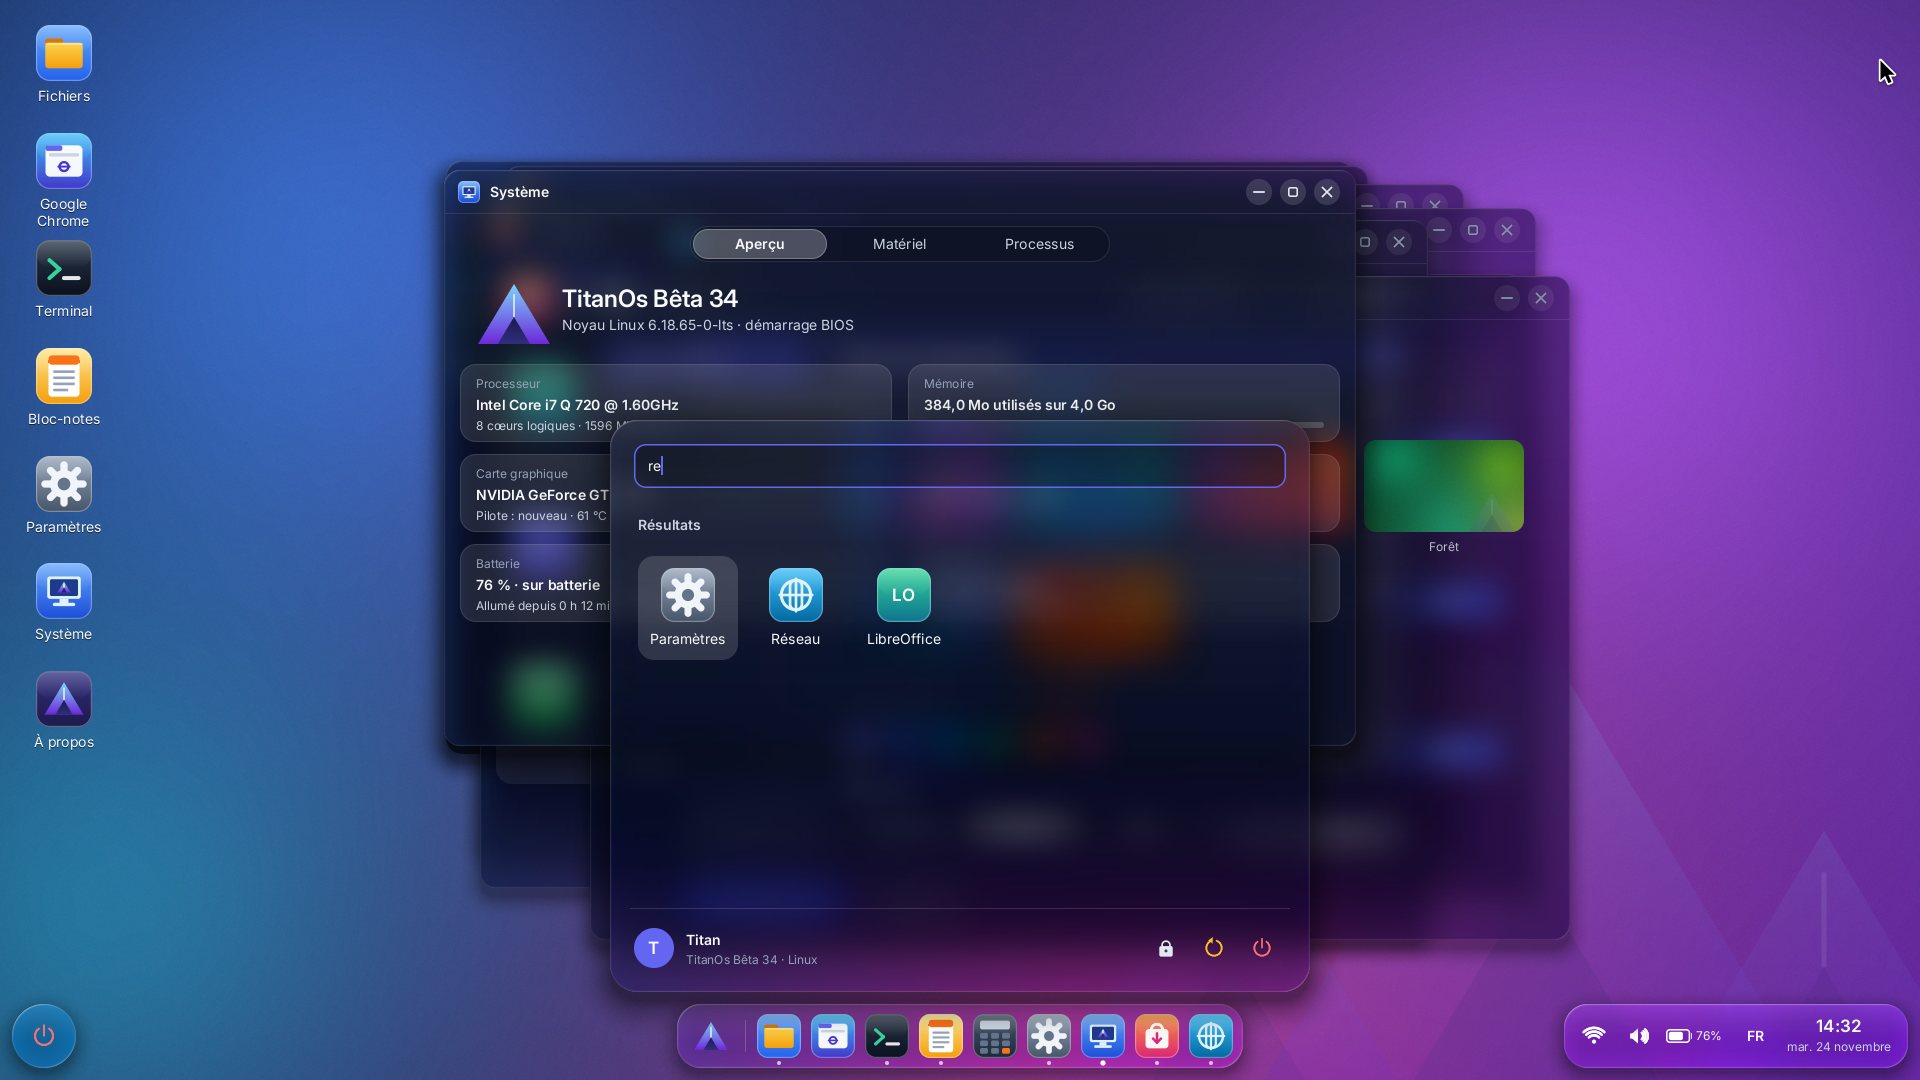 Fichiers
Google
Chrome
Terminal
Bloc-notes
Paramètres
Système
À propos
Système
Aperçu
Matériel
Processus
TitanOs Bêta 34
Noyau Linux 6.18.65-0-lts · démarrage BIOS
Processeur
Intel Core i7 Q 720 @ 1.60GHz
8 cœurs logiques · 1596
Mémoire
384,0 Mo utilisés sur 4,0 Go
Carte graphique
NVIDIA GeForce GT
Pilote : nouveau · 61 °C
Batterie
76 % · sur batterie
Allumé depuis 0 h 12 mi
re
Résultats
Paramètres
Réseau
LO
LibreOffice
Forêt
T
Titan
TitanOs Bêta 34 · Linux
76%
FR
14:32
mar. 24 novembre